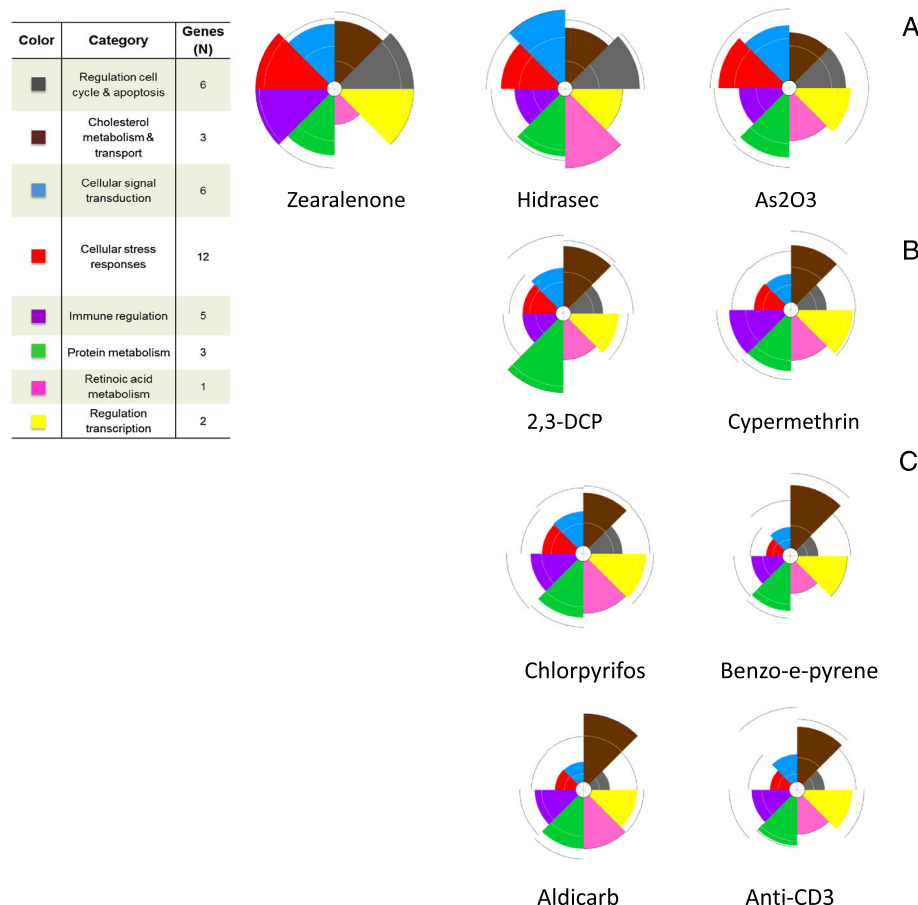 Color Category Genes (N)
Regulation cell
cycle & apoptosis 6
Cholesterol
metabolism &
transport 3
Cellular signal
transduction 6
Cellular stress
responses 12
Immune regulation 5
Protein metabolism 3
Retinoic acid
metabolism 1
Regulation
transcription 2
A
Zearalenone Hidrasec As2O3
B
2,3-DCP Cypermethrin
C
Chlorpyrifos Benzo-e-pyrene
Aldicarb Anti-CD3